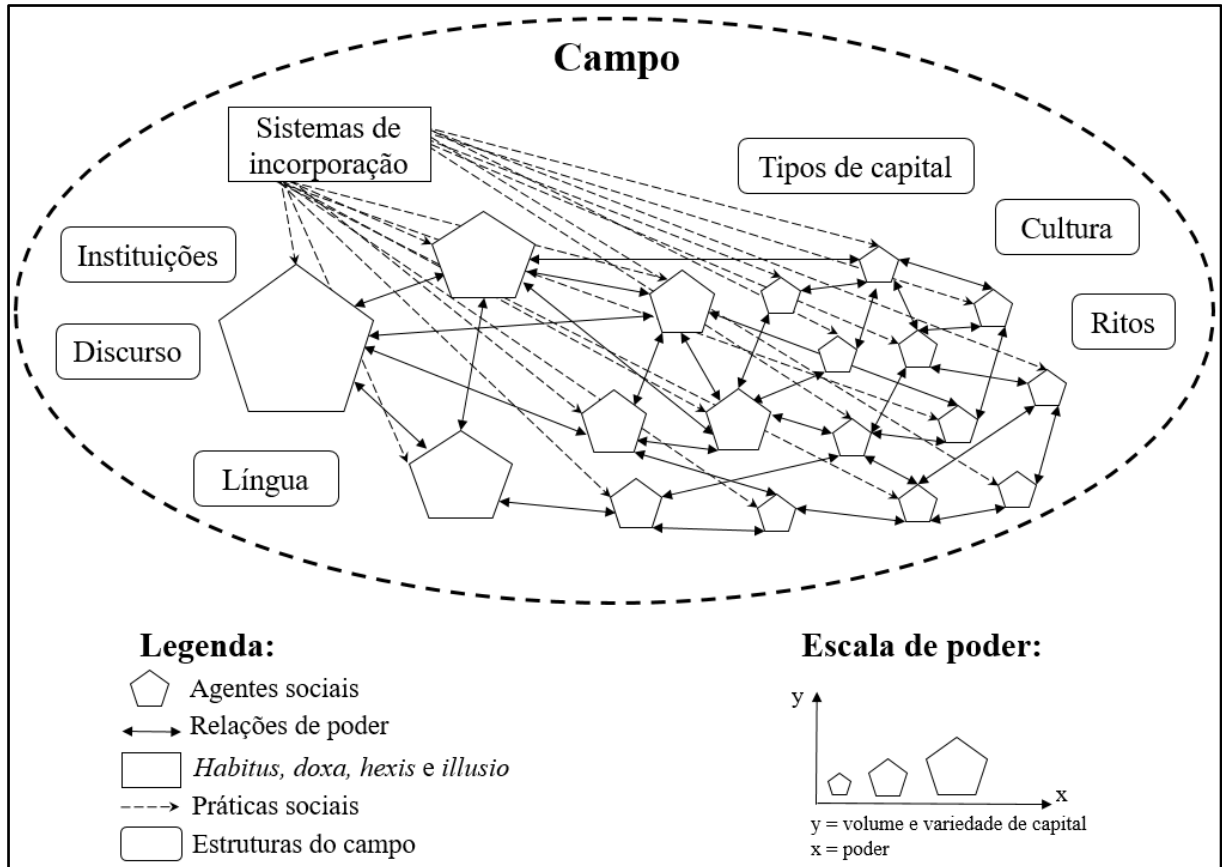 Campo
Sistemas de
incorporação
Tipos de capital
Cultura
Instituições
Ritos
Discurso
Língua
Legenda:
Agentes sociais
Relações de poder
Habitus, doxa, hexis e illusio
Práticas sociais
Estruturas do campo
Escala de poder:
y
x
y = volume e variedade de capital
x = poder